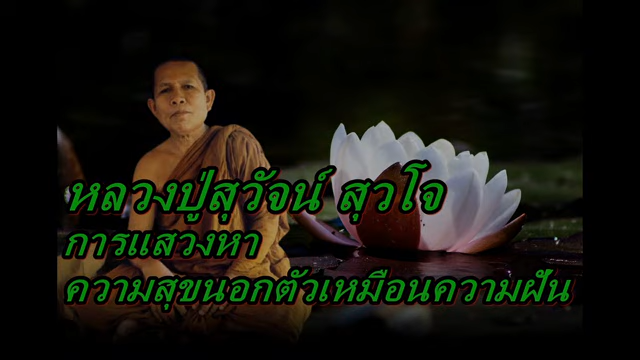 หลวงปู่สุวัจน์ สุวโจ
การแสวงหา
ความสุขนอกตัวเหมือนความฝัน